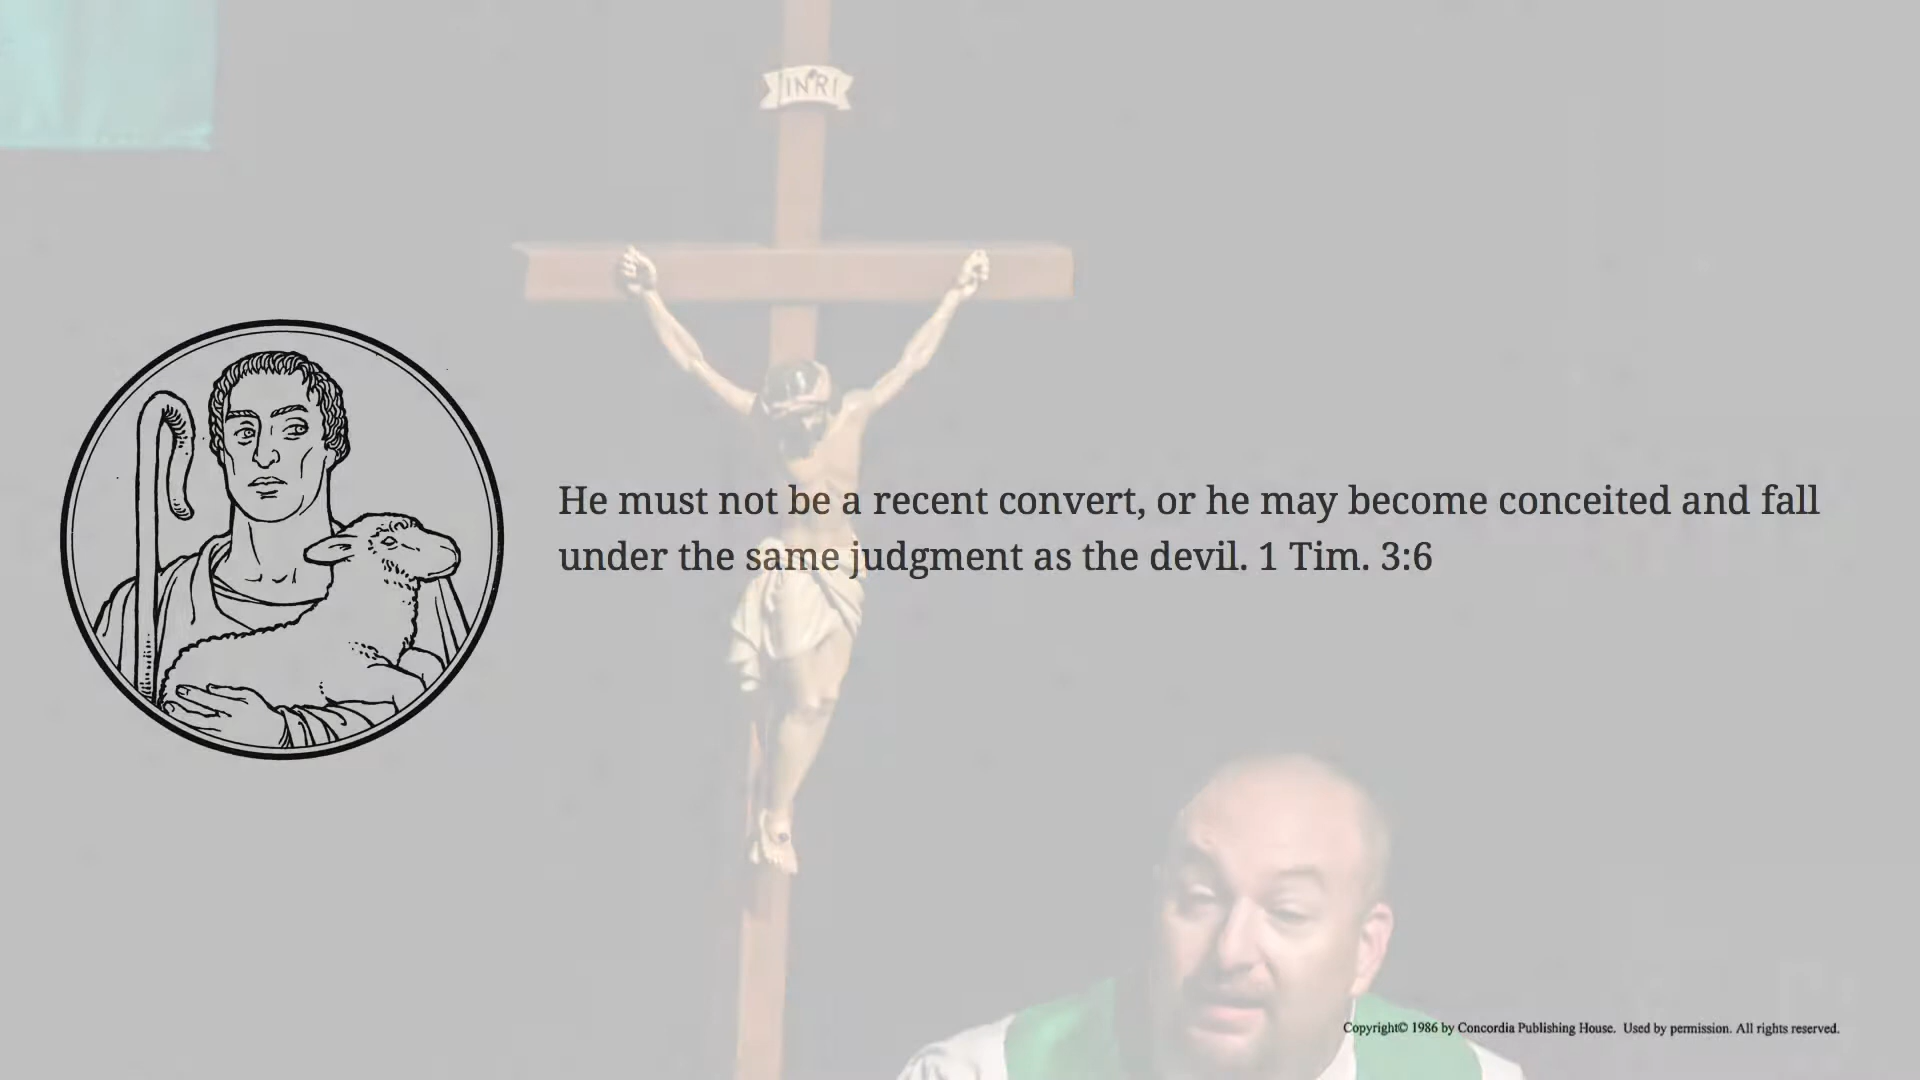 INRI
He must not be a recent convert, or he may become conceited and fall
under the same judgment as the devil. 1 Tim. 3:6
Copyright© 1986 by Concordia Publishing House. Used by permission. All rights reserved.